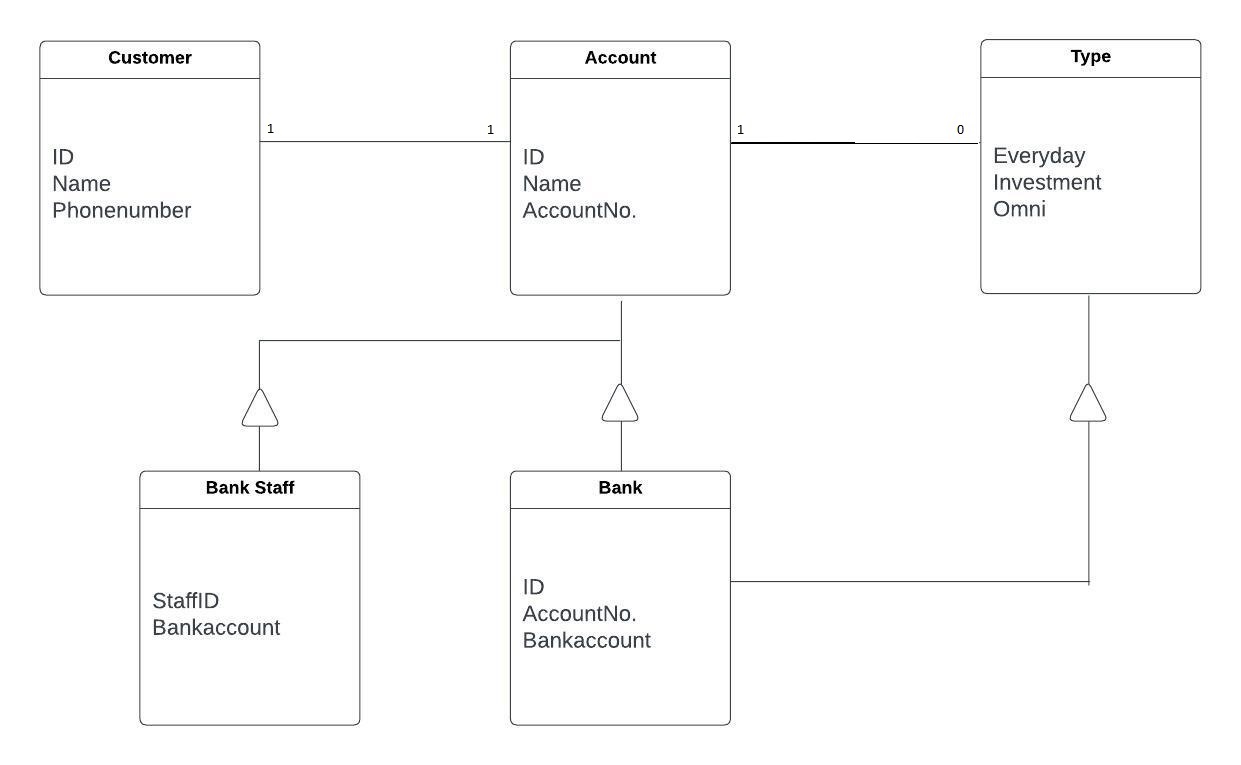 Customer
ID
Name
Phonenumber
1
1
Account
ID
Name
AccountNo.
1
0
Type
Everyday
Investment
Omni
Bank Staff
StaffID
Bankaccount
Bank
ID
AccountNo.
Bankaccount